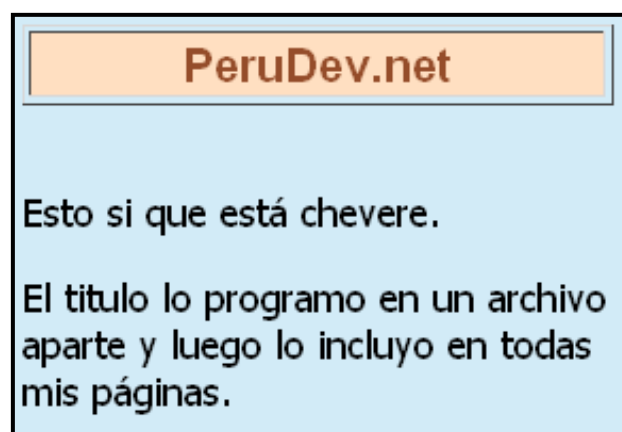 PeruDev.net
Esto si que está chevere.
El titulo lo programo en un archivo
aparte y luego lo incluyo en todas
mis páginas.